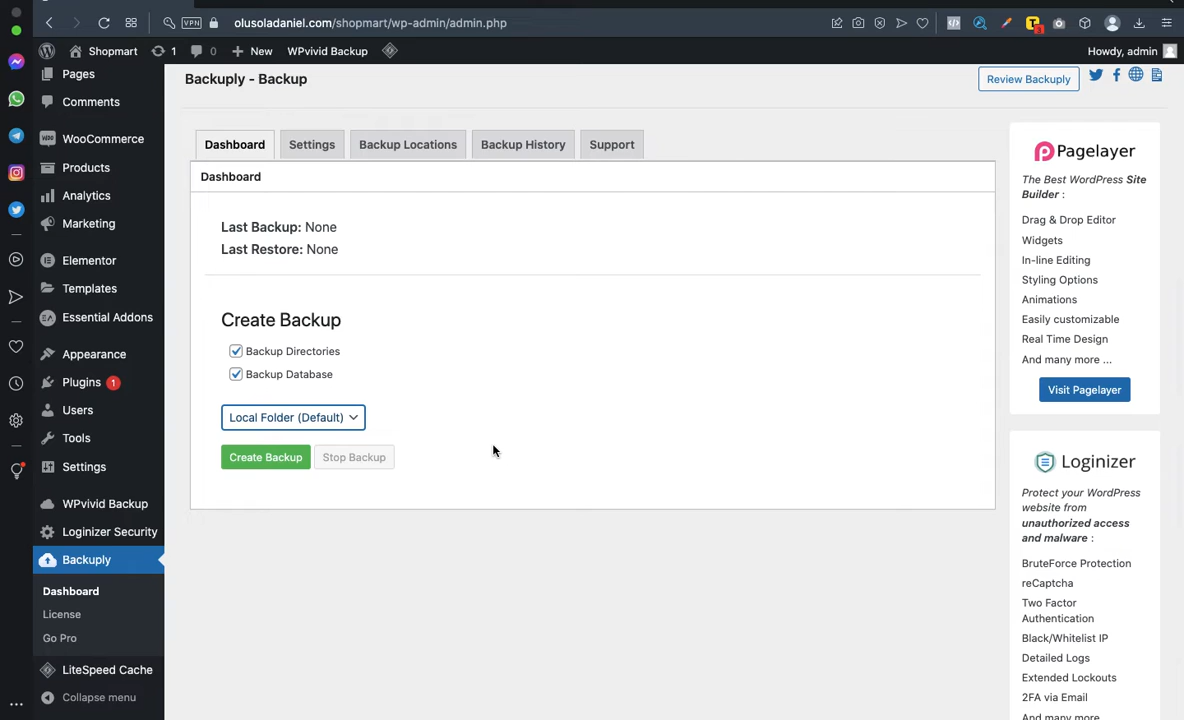 VPN
olusoladaniel.com/shopmart/wp-admin/admin.php
3
Shopmart
1
0
New
WPvivid Backup
Howdy, admin
Pages
Comments
WooCommerce
Products
Analytics
Marketing
Elementor
Templates
Essential Addons
Appearance
Plugins 1
Users
Tools
Settings
WPvivid Backup
Loginizer Security
Backuply
Dashboard
License
Go Pro
LiteSpeed Cache
Collapse menu
Backuply - Backup
Review Backuply
Dashboard
Settings
Backup Locations
Backup History
Support
Dashboard
Last Backup: None
Last Restore: None
Create Backup
Backup Directories
Backup Database
Local Folder (Default)
Create Backup
Stop Backup
Pagelayer
The Best WordPress Site
Builder :
Drag & Drop Editor
Widgets
In-line Editing
Styling Options
Animations
Easily customizable
Real Time Design
And many more ...
Visit Pagelayer
Loginizer
Protect your WordPress
website from
unauthorized access
and malware :
BruteForce Protection
reCaptcha
Two Factor
Authentication
Black/Whitelist IP
Detailed Logs
Extended Lockouts
2FA via Email
And many more